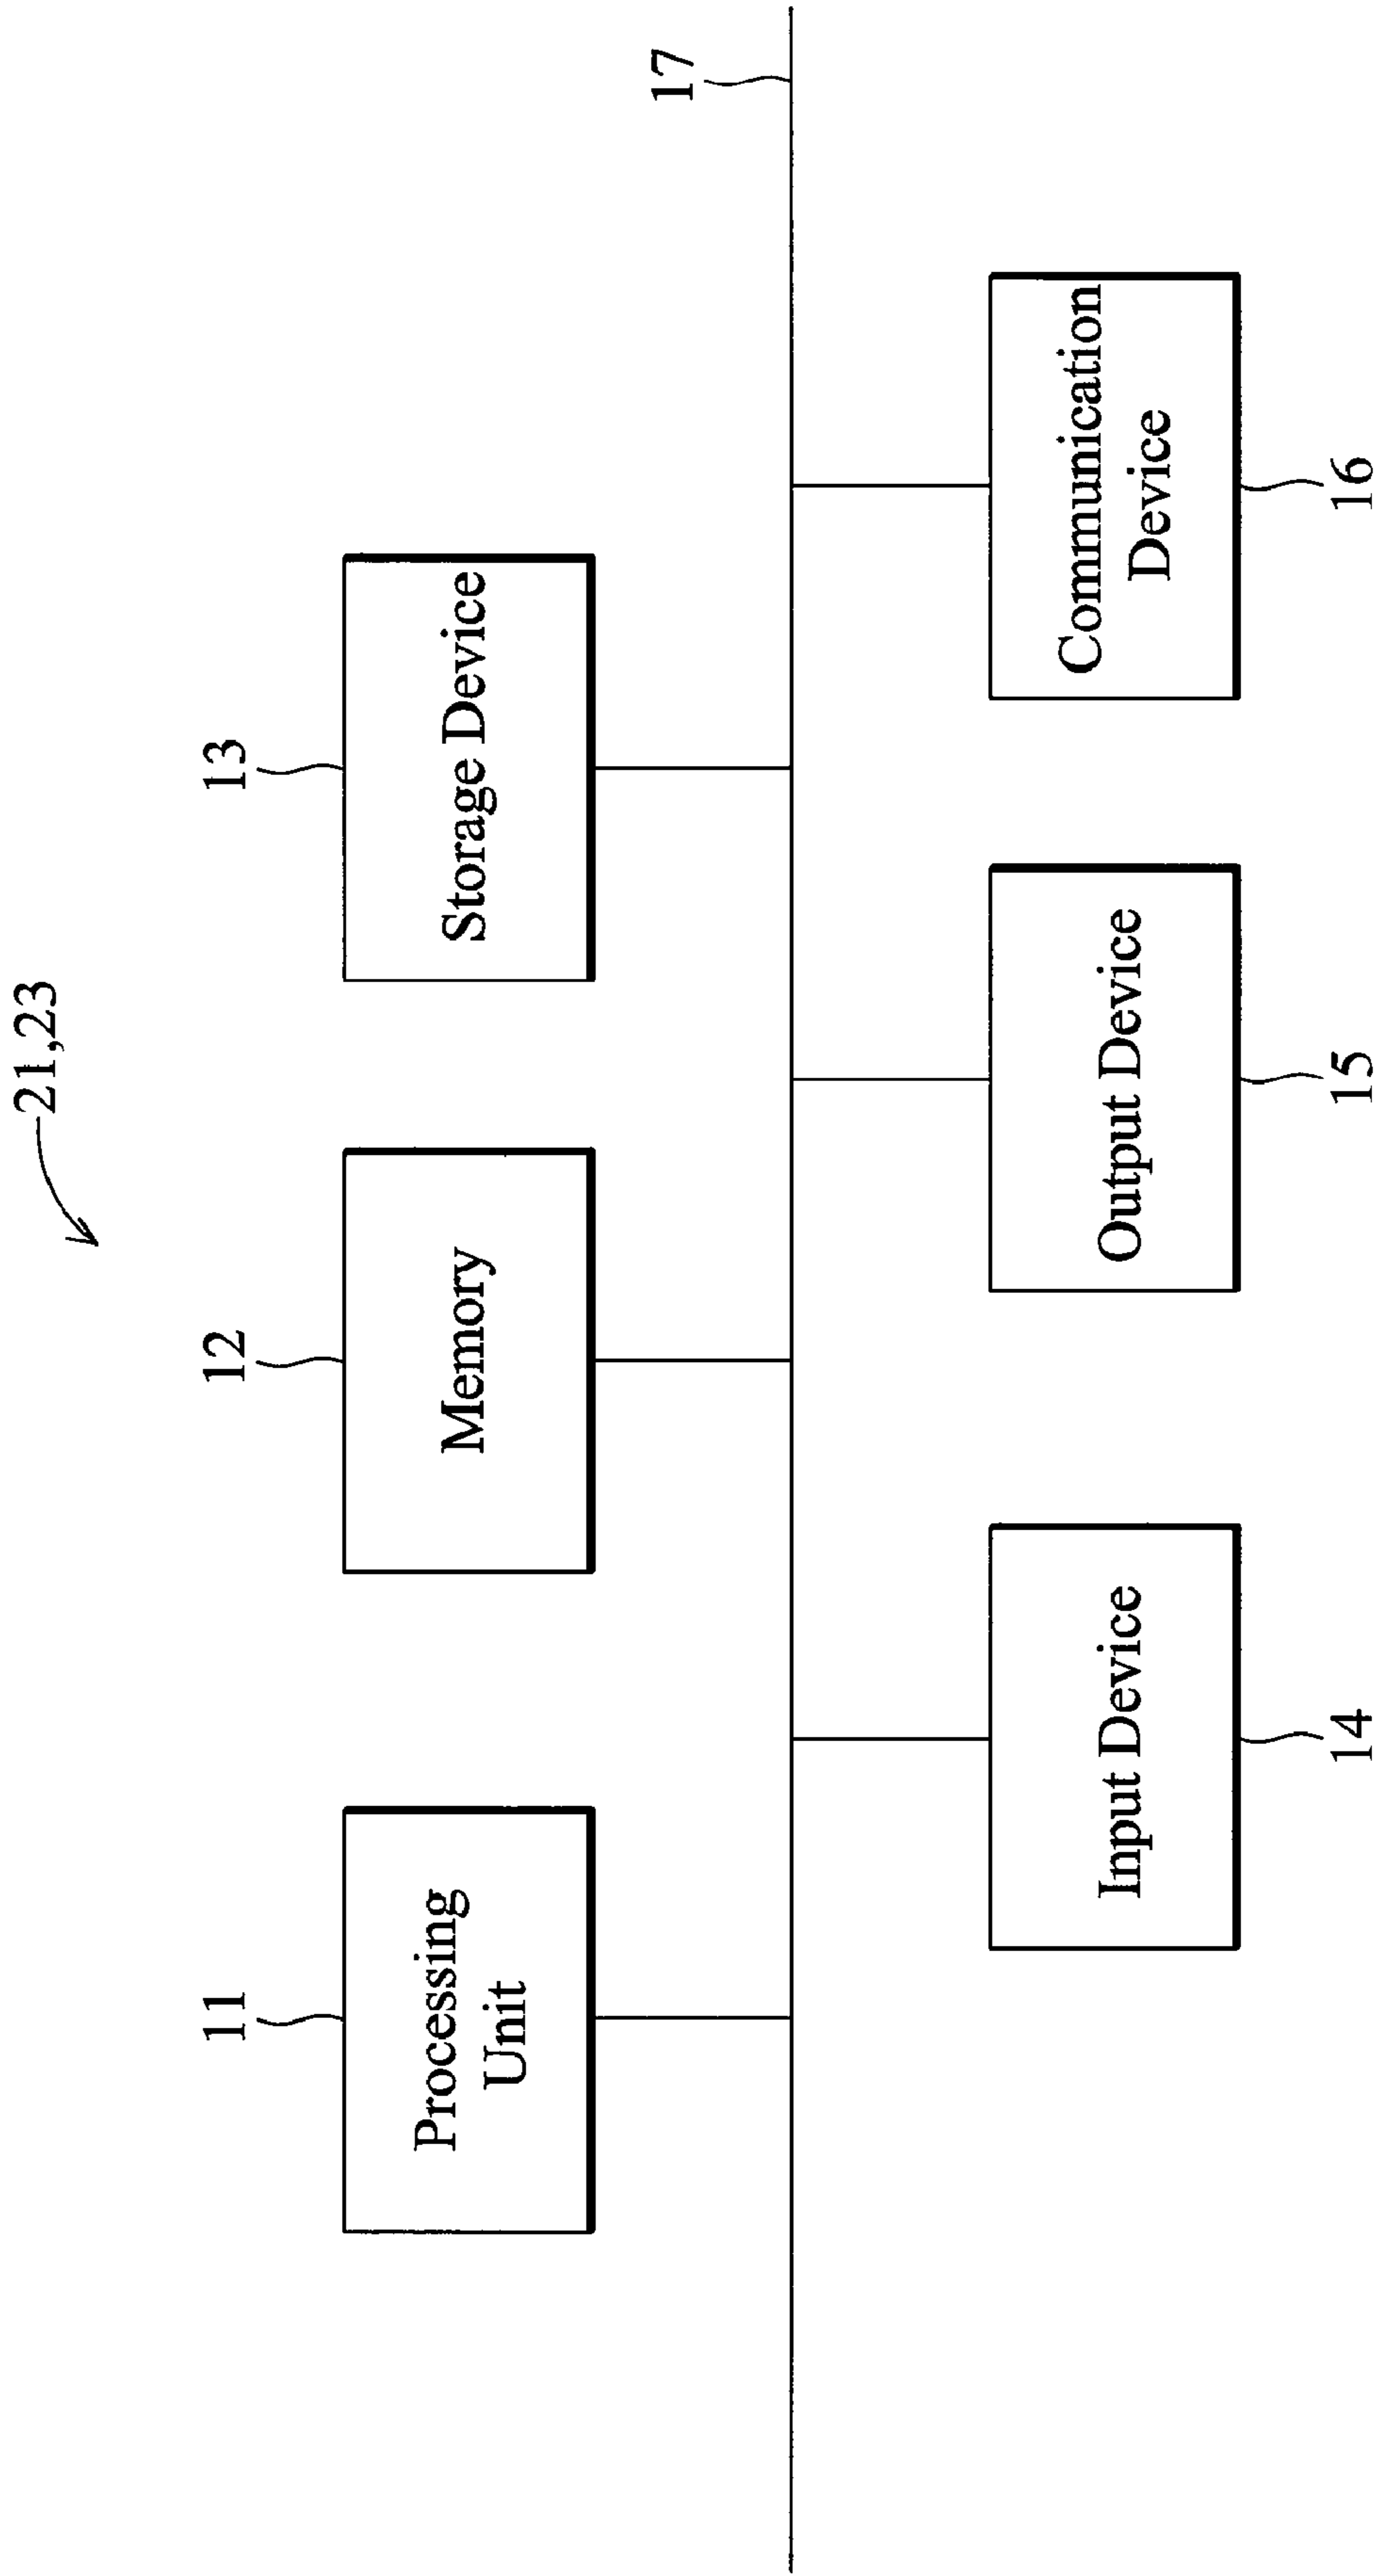 21,23
11
12
13
Processing
Unit
Memory
Storage Device
17
Input Device
Output Device
Communication
Device
14
15
16